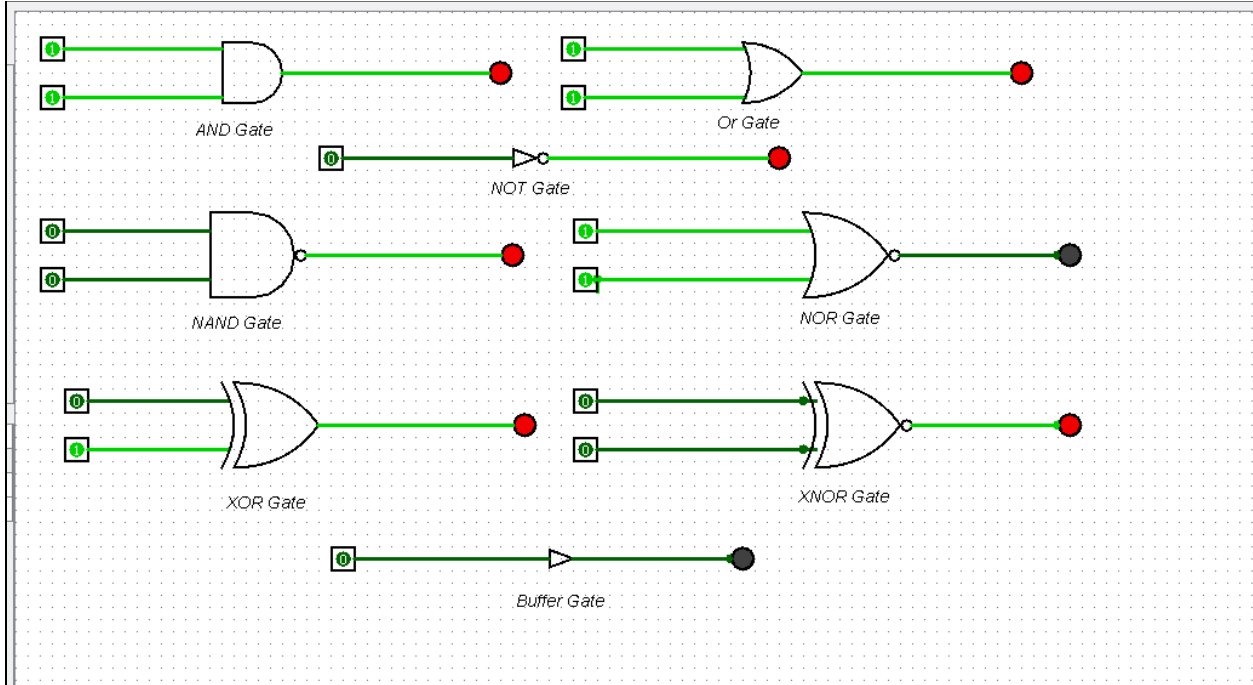 1
1
AND Gate
1
1
Or Gate
0
NOT Gate
0
0
NAND Gate
1
1
NOR Gate
0
1
XOR Gate
0
0
XNOR Gate
0
Buffer Gate